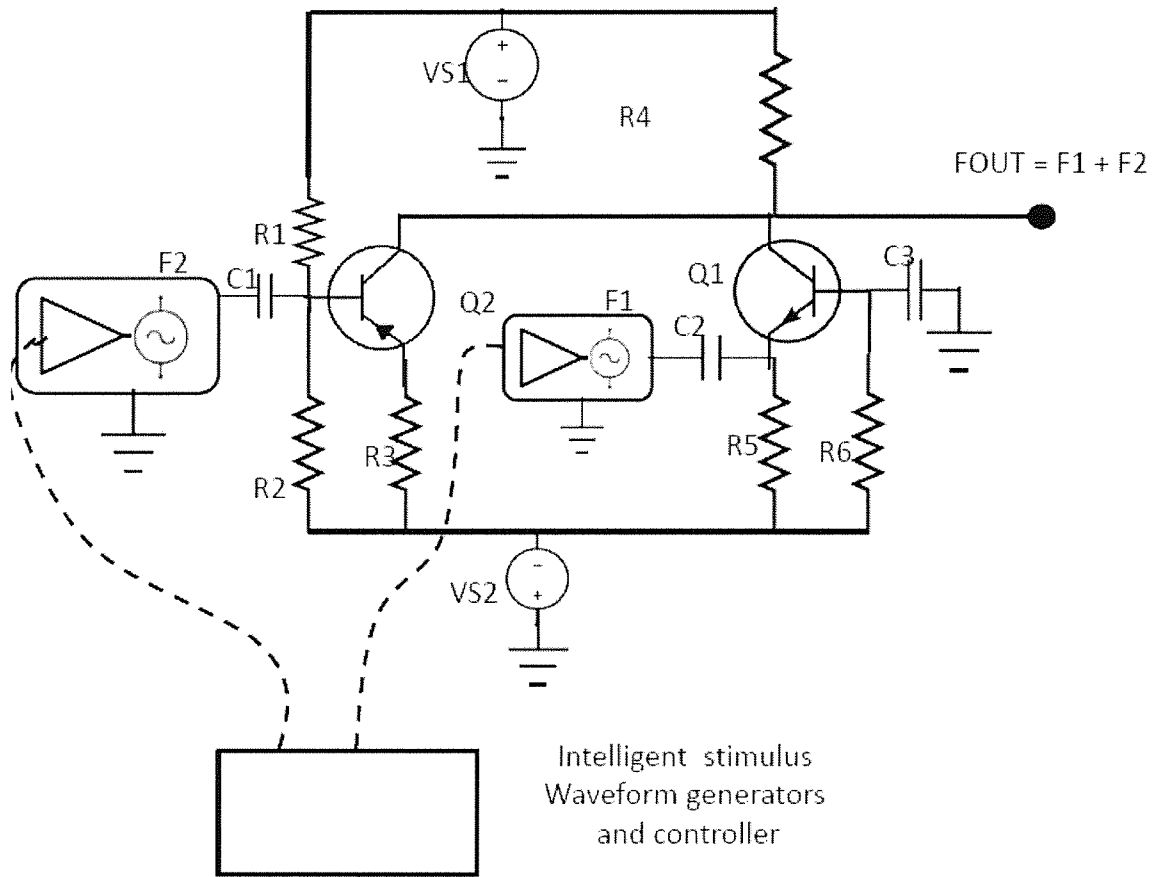 VS1
R4
FOUT = F1 + F2
R1
F2
C1
Q2
F1
C2
Q1
C3
R2
R3
R5
R6
VS2
Intelligent stimulus
Waveform generators
and controller